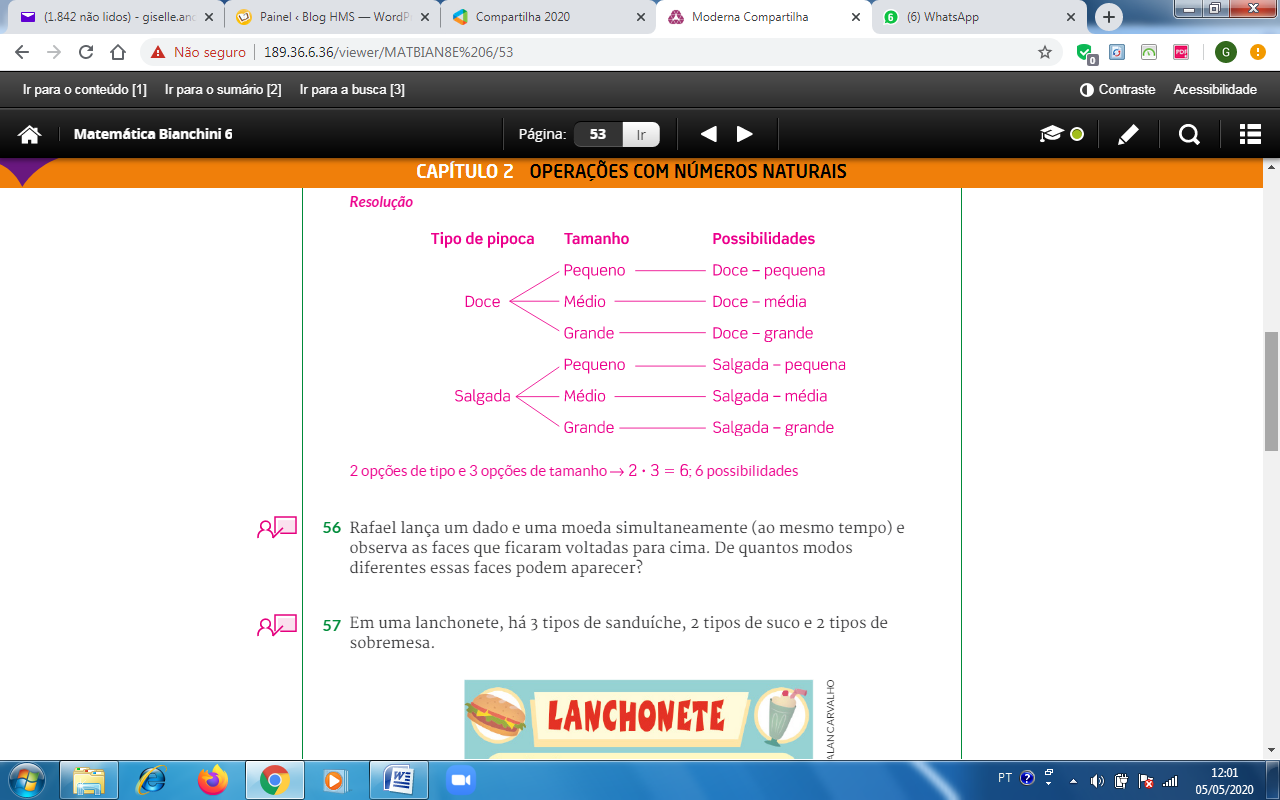 (1.842 não lidos) - giselle.anc
Painel ‹ Blog HMS — WordPr
Compartilha 2020
Moderna Compartilha
(6) WhatsApp
Não seguro
189.36.6.36/viewer/MATBIAN8E%206/53
Ir para o conteúdo [1]
Ir para o sumário [2]
Ir para a busca [3]
Contraste
Acessibilidade
Matemática Bianchini 6
Página:
53
Ir
CAPÍTULO 2 OPERAÇÕES COM NÚMEROS NATURAIS
Resolução
Tipo de pipoca Tamanho Possibilidades
Pequeno Doce – pequena
Doce Médio Doce – média
Grande Doce – grande
Pequeno Salgada – pequena
Salgada Médio Salgada – média
Grande Salgada – grande
2 opções de tipo e 3 opções de tamanho → 2 · 3 = 6; 6 possibilidades
56 Rafael lança um dado e uma moeda simultaneamente (ao mesmo tempo) e
observa as faces que ficaram voltadas para cima. De quantos modos
diferentes essas faces podem aparecer?
57 Em uma lanchonete, há 3 tipos de sanduíche, 2 tipos de suco e 2 tipos de
sobremesa.
LANCHONETE
ALAN CARVALHO
PT
12:01
05/05/2020